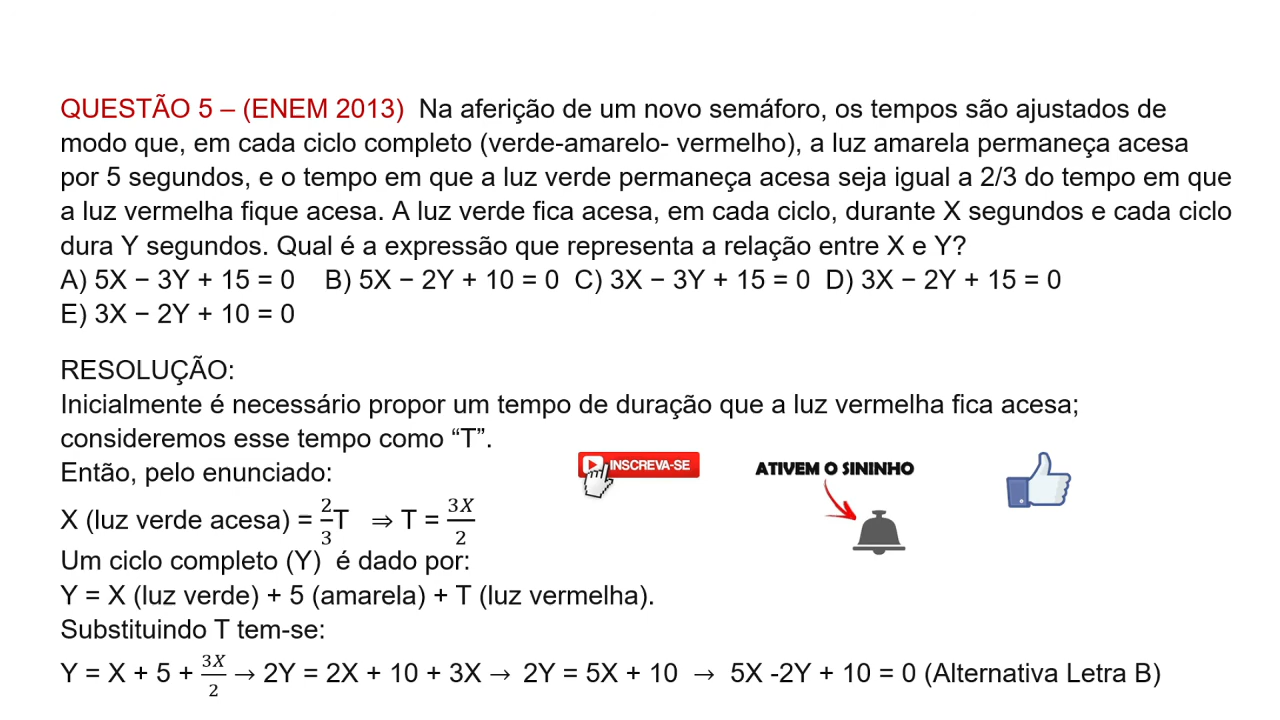 QUESTÃO 5 – (ENEM 2013) Na aferição de um novo semáforo, os tempos são ajustados de
modo que, em cada ciclo completo (verde-amarelo- vermelho), a luz amarela permaneça acesa
por 5 segundos, e o tempo em que a luz verde permaneça acesa seja igual a 2/3 do tempo em que
a luz vermelha fique acesa. A luz verde fica acesa, em cada ciclo, durante X segundos e cada ciclo
dura Y segundos. Qual é a expressão que representa a relação entre X e Y?
A) 5X − 3Y + 15 = 0 B) 5X − 2Y + 10 = 0 C) 3X − 3Y + 15 = 0 D) 3X − 2Y + 15 = 0
E) 3X − 2Y + 10 = 0
RESOLUÇÃO:
Inicialmente é necessário propor um tempo de duração que a luz vermelha fica acesa;
consideremos esse tempo como “T”.
Então, pelo enunciado:
INSCREVA-SE
ATIVEM O SININHO
X (luz verde acesa) = 2/3 T ⇒ T = 3X/2
Um ciclo completo (Y) é dado por:
Y = X (luz verde) + 5 (amarela) + T (luz vermelha).
Substituindo T tem-se:
Y = X + 5 + 3X/2 → 2Y = 2X + 10 + 3X → 2Y = 5X + 10 → 5X -2Y + 10 = 0 (Alternativa Letra B)